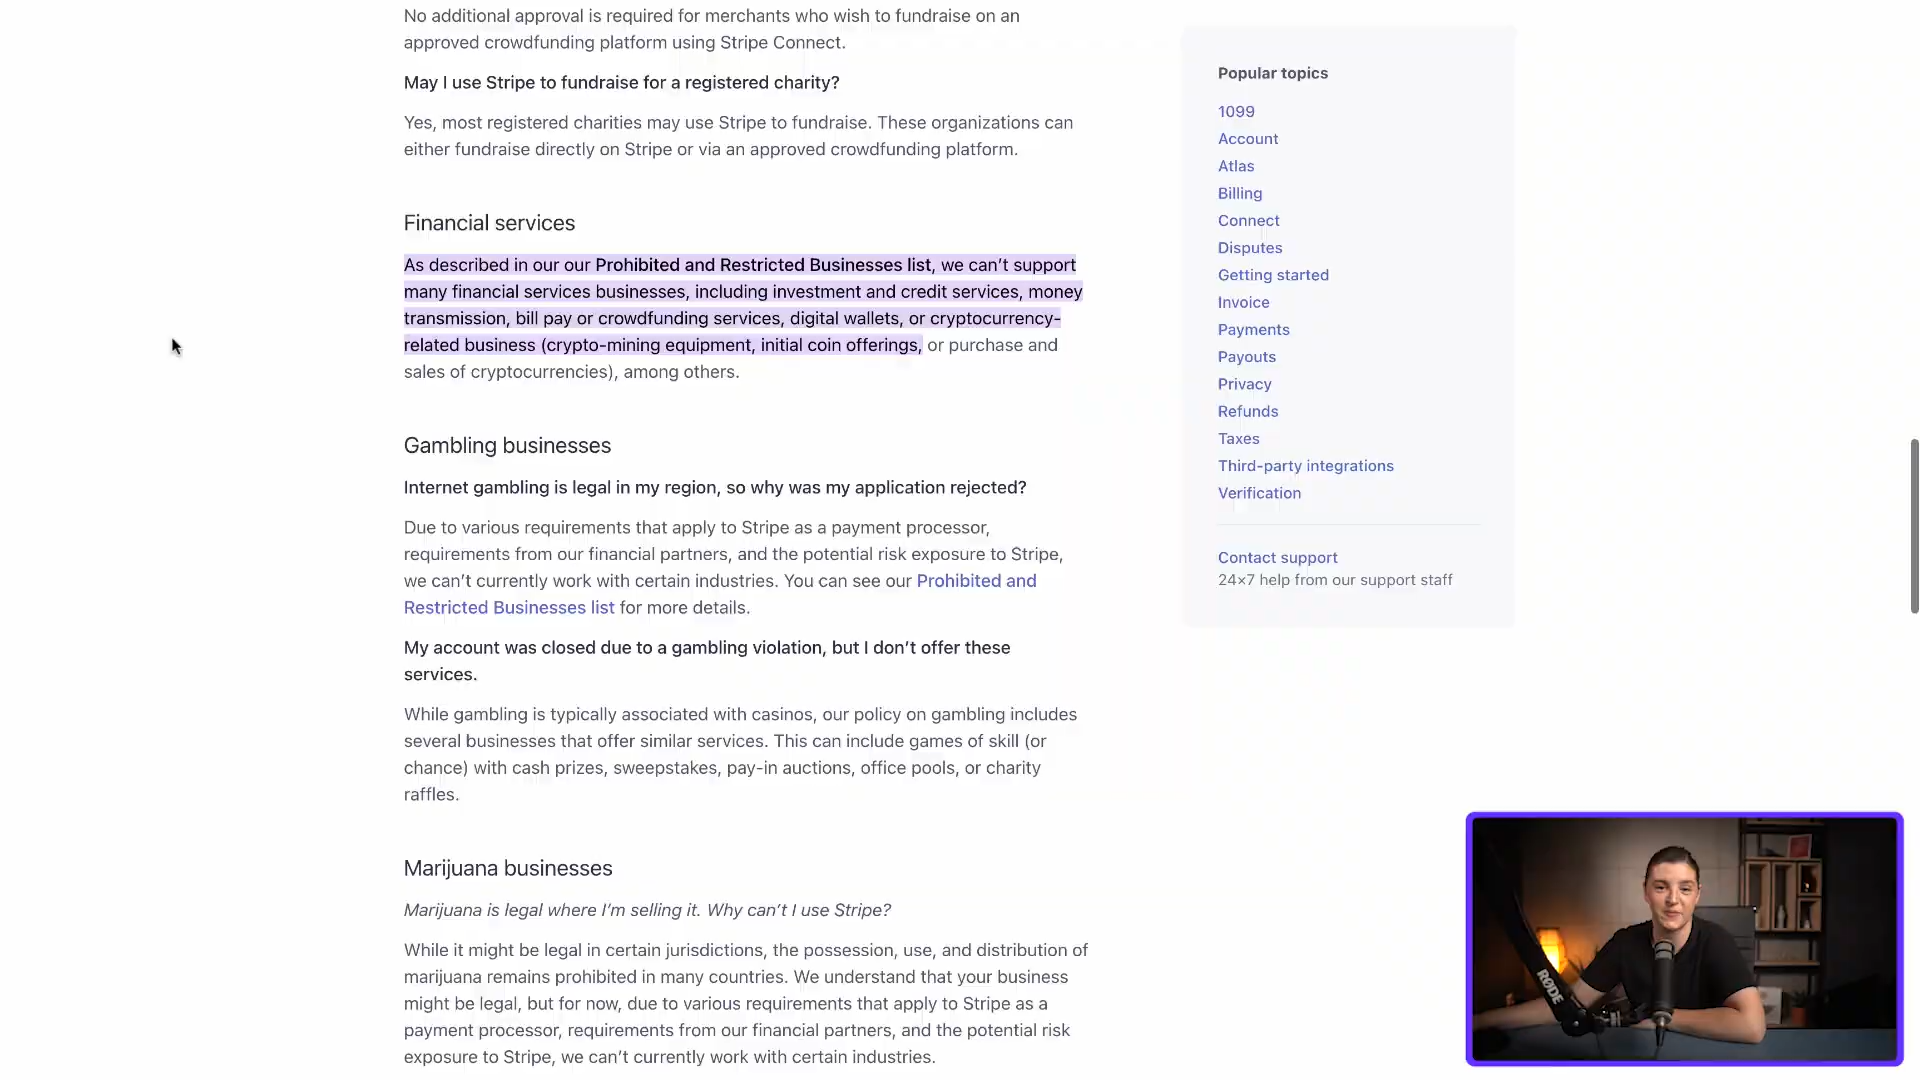 No additional approval is required for merchants who wish to fundraise on an
approved crowdfunding platform using Stripe Connect.
May I use Stripe to fundraise for a registered charity?
Yes, most registered charities may use Stripe to fundraise. These organizations can
either fundraise directly on Stripe or via an approved crowdfunding platform.
Financial services
As described in our our Prohibited and Restricted Businesses list, we can’t support
many financial services businesses, including investment and credit services, money
transmission, bill pay or crowdfunding services, digital wallets, or cryptocurrency-
related business (crypto-mining equipment, initial coin offerings, or purchase and
sales of cryptocurrencies), among others.
Gambling businesses
Internet gambling is legal in my region, so why was my application rejected?
Due to various requirements that apply to Stripe as a payment processor,
requirements from our financial partners, and the potential risk exposure to Stripe,
we can’t currently work with certain industries. You can see our Prohibited and
Restricted Businesses list for more details.
My account was closed due to a gambling violation, but I don’t offer these
services.
While gambling is typically associated with casinos, our policy on gambling includes
several businesses that offer similar services. This can include games of skill (or
chance) with cash prizes, sweepstakes, pay-in auctions, office pools, or charity
raffles.
Marijuana businesses
Marijuana is legal where I’m selling it. Why can’t I use Stripe?
While it might be legal in certain jurisdictions, the possession, use, and distribution of
marijuana remains prohibited in many countries. We understand that your business
might be legal, but for now, due to various requirements that apply to Stripe as a
payment processor, requirements from our financial partners, and the potential risk
exposure to Stripe, we can’t currently work with certain industries.
Popular topics
1099
Account
Atlas
Billing
Connect
Disputes
Getting started
Invoice
Payments
Payouts
Privacy
Refunds
Taxes
Third-party integrations
Verification
Contact support
24×7 help from our support staff
RØDE